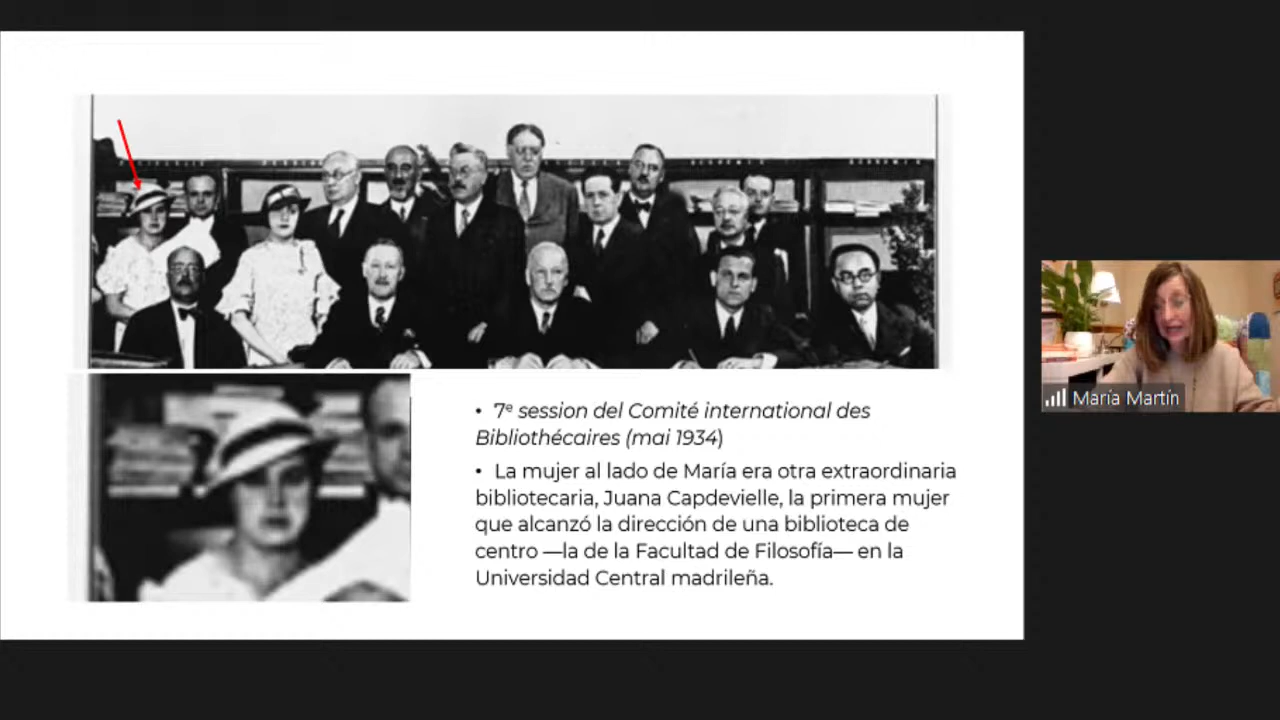 • 7ᵉ session del Comité international des
Bibliothécaires (mai 1934)
• La mujer al lado de María era otra extraordinaria
bibliotecaria, Juana Capdevielle, la primera mujer
que alcanzó la dirección de una biblioteca de
centro —la de la Facultad de Filosofía— en la
Universidad Central madrileña.
María Martín